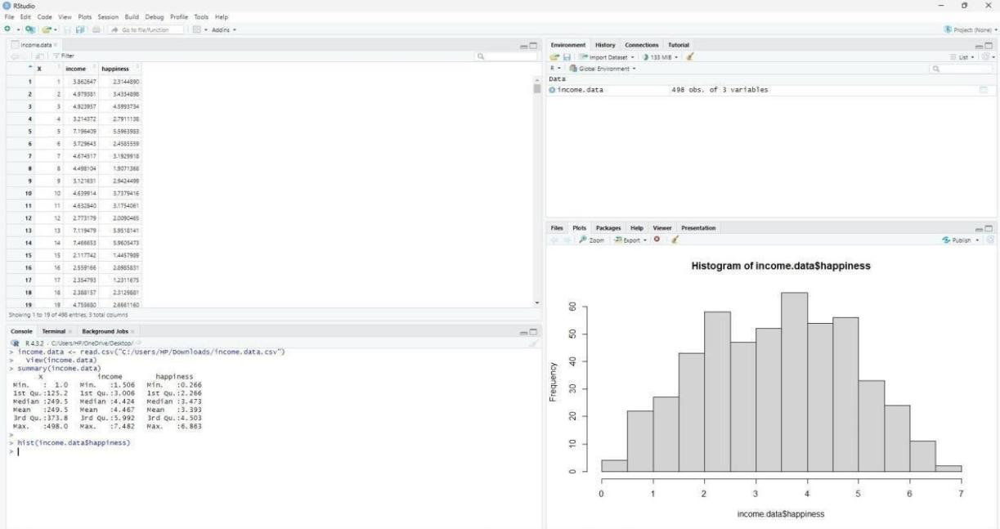 RStudio
File Edit Code View Plots Session Build Debug Profile Tools Help
Go to file/function Addins
Project: (None)
income.data
Filter
X income happiness
1 1 3.862647 2.3144890
2 2 4.979381 3.4334898
3 3 4.923957 4.5993734
4 4 3.214372 2.7911138
5 5 7.196409 5.5963983
6 6 3.729643 2.4585559
7 7 4.674517 3.1929918
8 8 4.498104 1.9071368
9 9 3.121631 2.9424499
10 10 4.639914 3.7379416
11 11 4.632840 3.1754061
12 12 2.773179 2.0090465
13 13 7.119479 5.9518141
14 14 7.466653 5.9605473
15 15 2.117742 1.4457989
16 16 2.559166 2.8985831
17 17 2.354793 1.2311675
18 18 2.388157 2.3129881
19 19 4.755680 2.6661160
Showing 1 to 19 of 498 entries, 3 total columns
Console Terminal Background Jobs
R 4.3.2 · C:/Users/HP/OneDrive/Desktop/
> income.data <- read.csv("C:/Users/HP/Downloads/income.data.csv")
> View(income.data)
> summary(income.data)
X income happiness
Min. : 1.0 Min. :1.506 Min. :0.266
1st Qu.:125.2 1st Qu.:3.006 1st Qu.:2.266
Median :249.5 Median :4.424 Median :3.473
Mean :249.5 Mean :4.467 Mean :3.393
3rd Qu.:373.8 3rd Qu.:5.992 3rd Qu.:4.503
Max. :498.0 Max. :7.482 Max. :6.863
>
> hist(income.data$happiness)
>
Environment History Connections Tutorial
Import Dataset 133 MiB List
R Global Environment
Data
income.data 498 obs. of 3 variables
Files Plots Packages Help Viewer Presentation
Zoom Export Publish
Histogram of income.data$happiness
Frequency
0 10 20 30 40 50 60
0 1 2 3 4 5 6 7
income.data$happiness